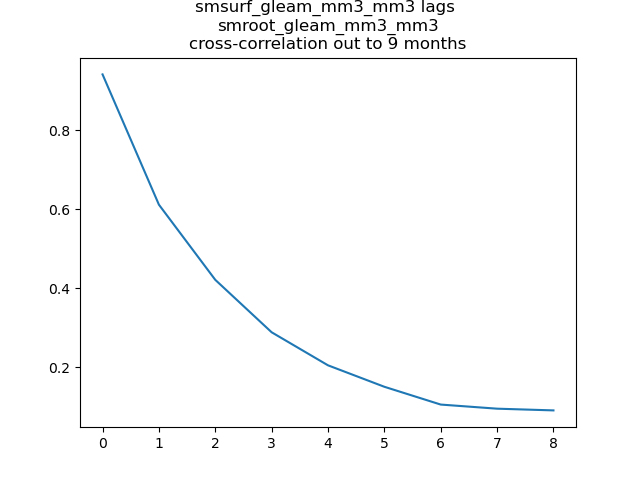 smsurf_gleam_mm3_mm3 lags
smroot_gleam_mm3_mm3
cross-correlation out to 9 months
0.8
0.6
0.4
0.2
0 1 2 3 4 5 6 7 8